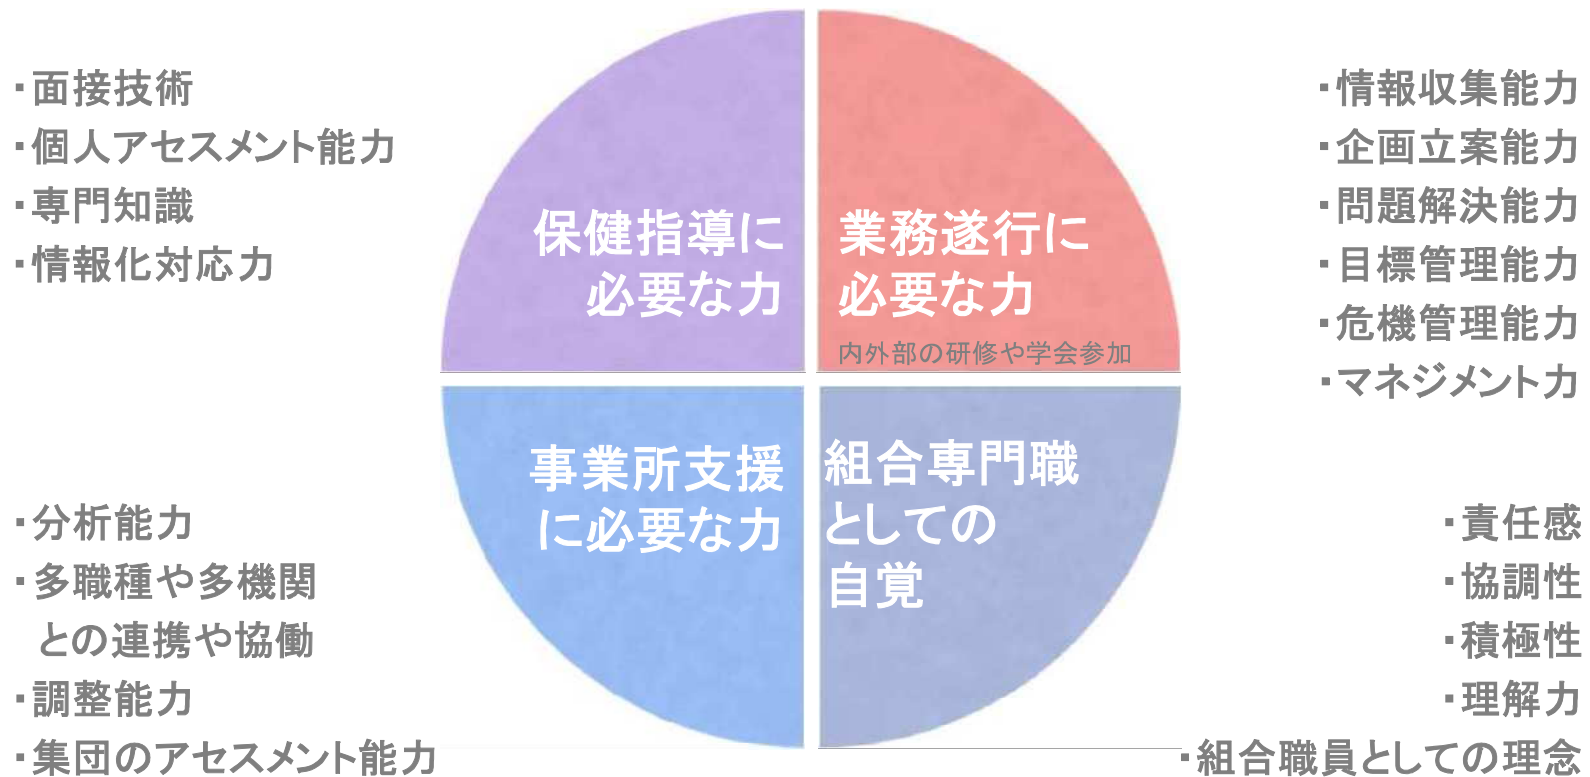 ・面接技術
・個人アセスメント能力
・専門知識
・情報化対応力
保健指導に
必要な力
業務遂行に
必要な力
内外部の研修や学会参加
・情報収集能力
・企画立案能力
・問題解決能力
・目標管理能力
・危機管理能力
・マネジメント力
・分析能力
・多職種や多機関
との連携や協働
・調整能力
・集団のアセスメント能力
事業所支援
に必要な力
組合専門職
としての
自覚
・責任感
・協調性
・積極性
・理解力
・組合職員としての理念